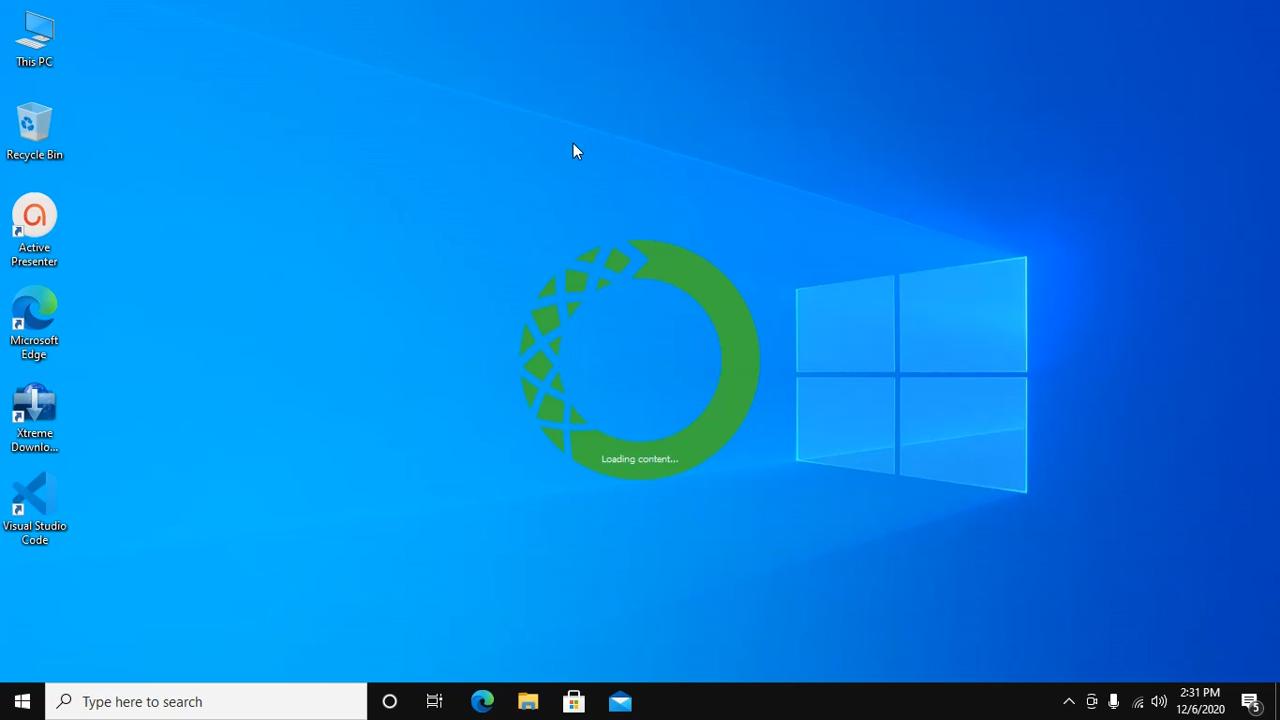 This PC
Recycle Bin
Active
Presenter
Microsoft
Edge
Xtreme
Downlo...
Visual Studio
Code
Loading content...
Type here to search
2:31 PM
12/6/2020
5